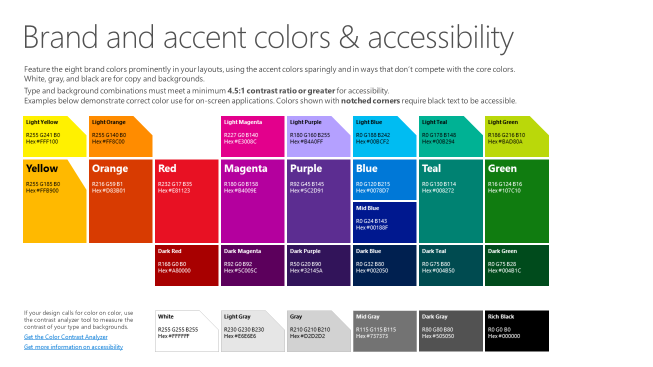 Brand and accent colors & accessibility
Feature the eight brand colors prominently in your layouts, using the accent colors sparingly and in ways that don't compete with the core colors.
White, gray, and black are for copy and backgrounds.
Type and background combinations must meet a minimum 4.5:1 contrast ratio or greater for accessibility.
Examples below demonstrate correct color use for on-screen applications. Colors shown with notched corners require black text to be accessible.
Light Yellow
R255 G241 B0
Hex #FFF100
Light Orange
R255 G140 B0
Hex #FF8C00
Light Magenta
R227 G0 B140
Hex #E3008C
Light Purple
R180 G160 B255
Hex #B4A0FF
Light Blue
R0 G188 B242
Hex #00BCF2
Light Teal
R0 G178 B148
Hex #00B294
Light Green
R186 G216 B10
Hex #BAD80A
Yellow
R255 G185 B0
Hex #FFB900
Orange
R216 G59 B1
Hex #D83B01
Red
R232 G17 B35
Hex #E81123
Magenta
R180 G0 B158
Hex #B4009E
Purple
R92 G45 B145
Hex #5C2D91
Blue
R0 G120 B215
Hex #0078D7
Mid Blue
R0 G24 B143
Hex #00188F
Teal
R0 G130 B114
Hex #008272
Green
R16 G124 B16
Hex #107C10
Dark Red
R168 G0 B0
Hex #A80000
Dark Magenta
R92 G0 B92
Hex #5C005C
Dark Purple
R50 G20 B90
Hex #32145A
Dark Blue
R0 G32 B80
Hex #002050
Dark Teal
R0 G75 B80
Hex #004B50
Dark Green
R0 G75 B28
Hex #004B1C
If your design calls for color on color, use
the contrast analyzer tool to measure the
contrast of your type and backgrounds.
Get the Color Contrast Analyzer
Get more information on accessibility
White
R255 G255 B255
Hex #FFFFFF
Light Gray
R230 G230 B230
Hex #E6E6E6
Gray
R210 G210 B210
Hex #D2D2D2
Mid Gray
R115 G115 B115
Hex #737373
Dark Gray
R80 G80 B80
Hex #505050
Rich Black
R0 G0 B0
Hex #000000